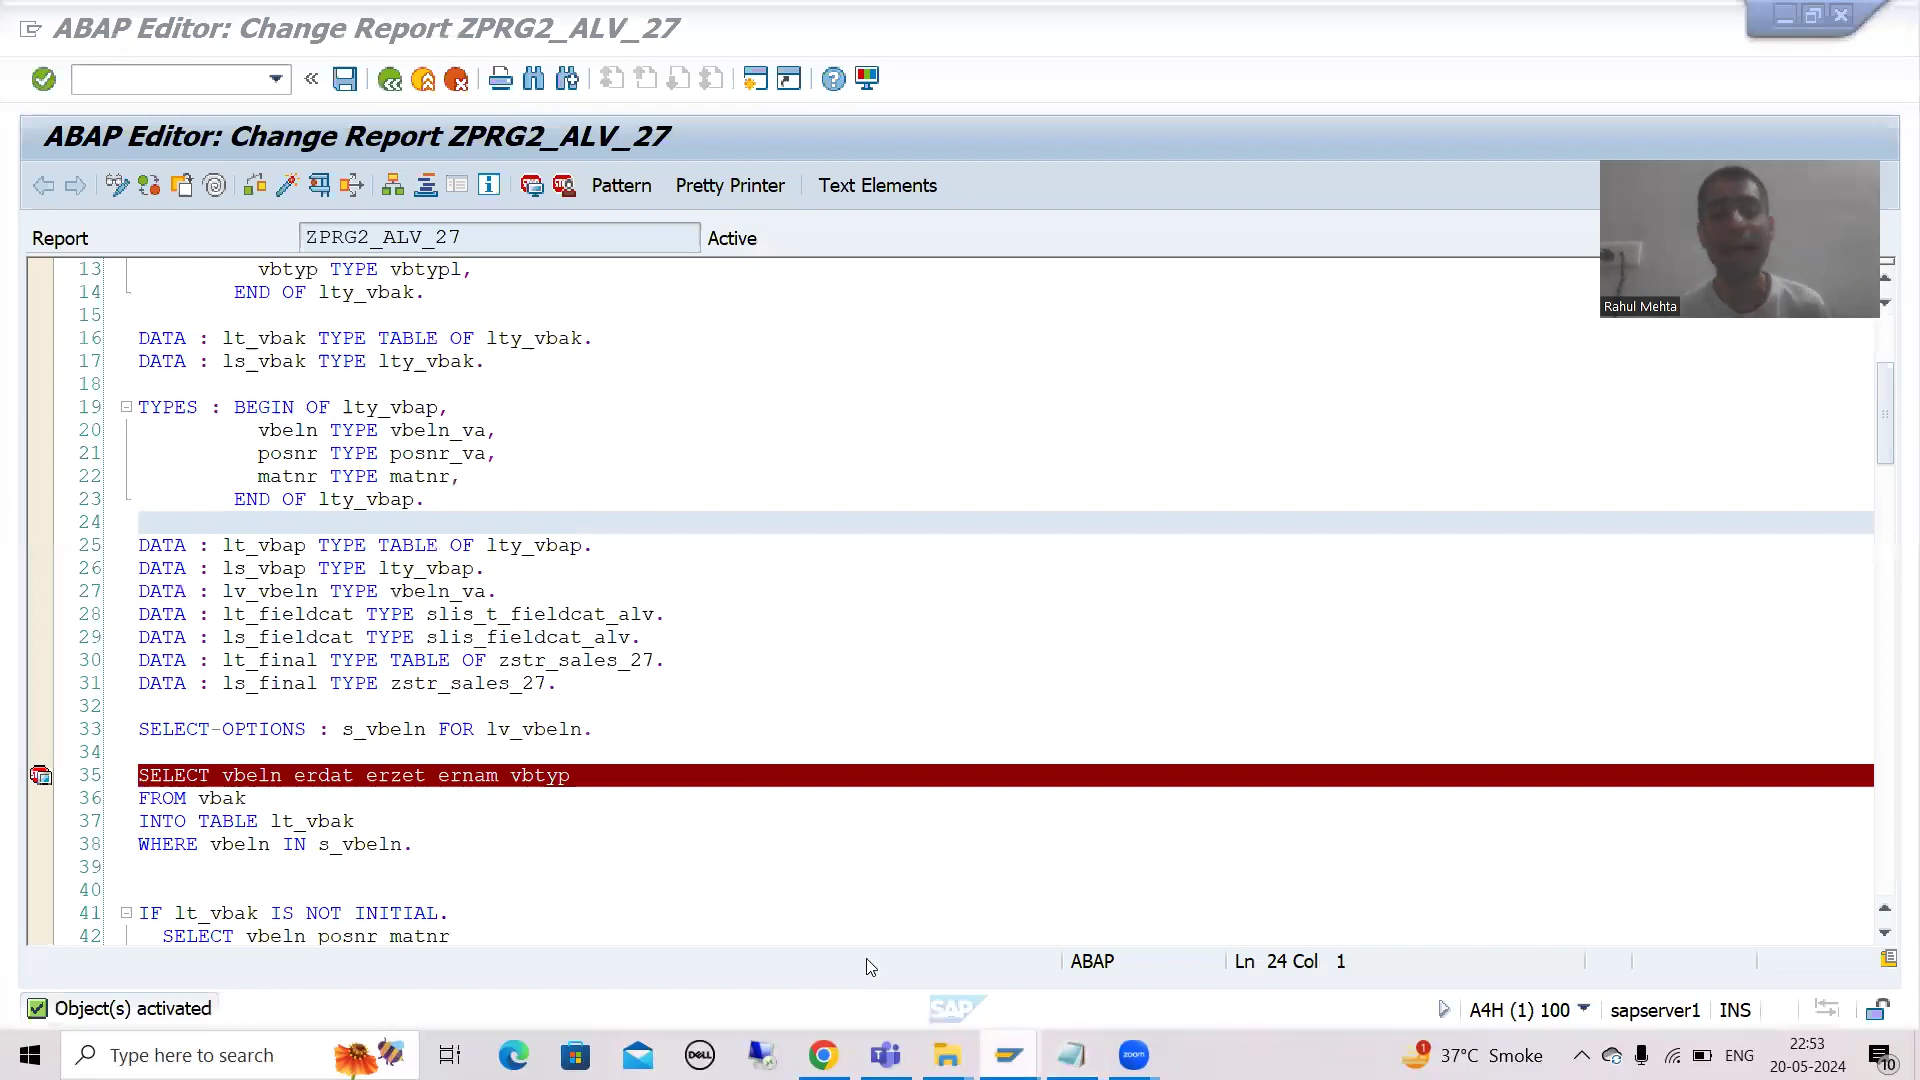 ABAP Editor: Change Report ZPRG2_ALV_27
ABAP Editor: Change Report ZPRG2_ALV_27
Pattern Pretty Printer Text Elements
Report ZPRG2_ALV_27 Active
Rahul Mehta
13 vbtyp TYPE vbtypl,
14 END OF lty_vbak.
15
16 DATA : lt_vbak TYPE TABLE OF lty_vbak.
17 DATA : ls_vbak TYPE lty_vbak.
18
19 TYPES : BEGIN OF lty_vbap,
20 vbeln TYPE vbeln_va,
21 posnr TYPE posnr_va,
22 matnr TYPE matnr,
23 END OF lty_vbap.
24
25 DATA : lt_vbap TYPE TABLE OF lty_vbap.
26 DATA : ls_vbap TYPE lty_vbap.
27 DATA : lv_vbeln TYPE vbeln_va.
28 DATA : lt_fieldcat TYPE slis_t_fieldcat_alv.
29 DATA : ls_fieldcat TYPE slis_fieldcat_alv.
30 DATA : lt_final TYPE TABLE OF zstr_sales_27.
31 DATA : ls_final TYPE zstr_sales_27.
32
33 SELECT-OPTIONS : s_vbeln FOR lv_vbeln.
34
35 SELECT vbeln erdat erzet ernam vbtyp
36 FROM vbak
37 INTO TABLE lt_vbak
38 WHERE vbeln IN s_vbeln.
39
40
41 IF lt_vbak IS NOT INITIAL.
42 SELECT vbeln posnr matnr
ABAP Ln 24 Col 1
Object(s) activated SAP A4H (1) 100 sapserver1 INS
Type here to search DELL zoom 1 37°C Smoke ENG 22:53
20-05-2024 10